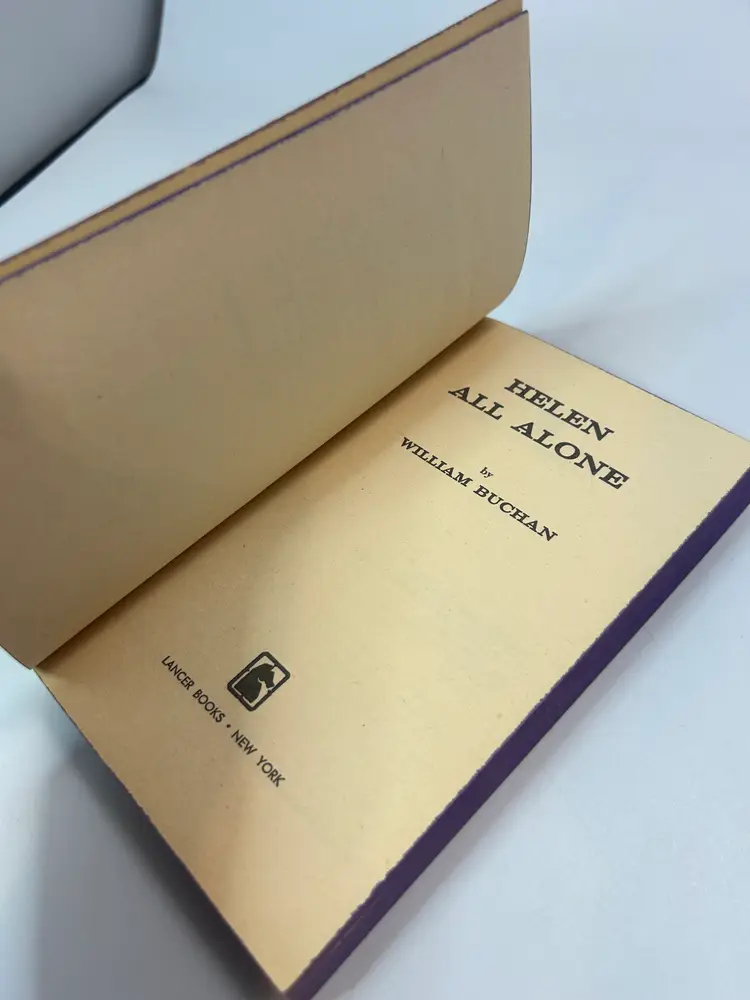 HELEN
ALL ALONE
by
WILLIAM BUCHAN
LANCER BOOKS • NEW YORK